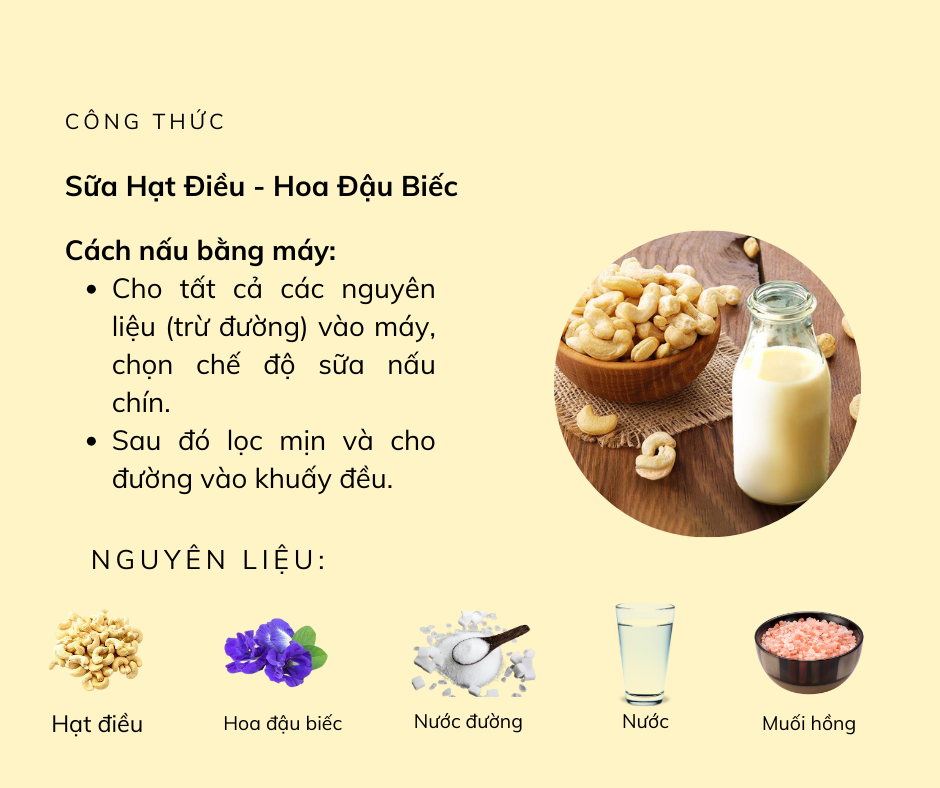 CÔNG THỨC
Sữa Hạt Điều - Hoa Đậu Biếc
Cách nấu bằng máy:
• Cho tất cả các nguyên
liệu (trừ đường) vào máy,
chọn chế độ sữa nấu
chín.
• Sau đó lọc mịn và cho
đường vào khuấy đều.
NGUYÊN LIỆU:
Hạt điều
Hoa đậu biếc
Nước đường
Nước
Muối hồng